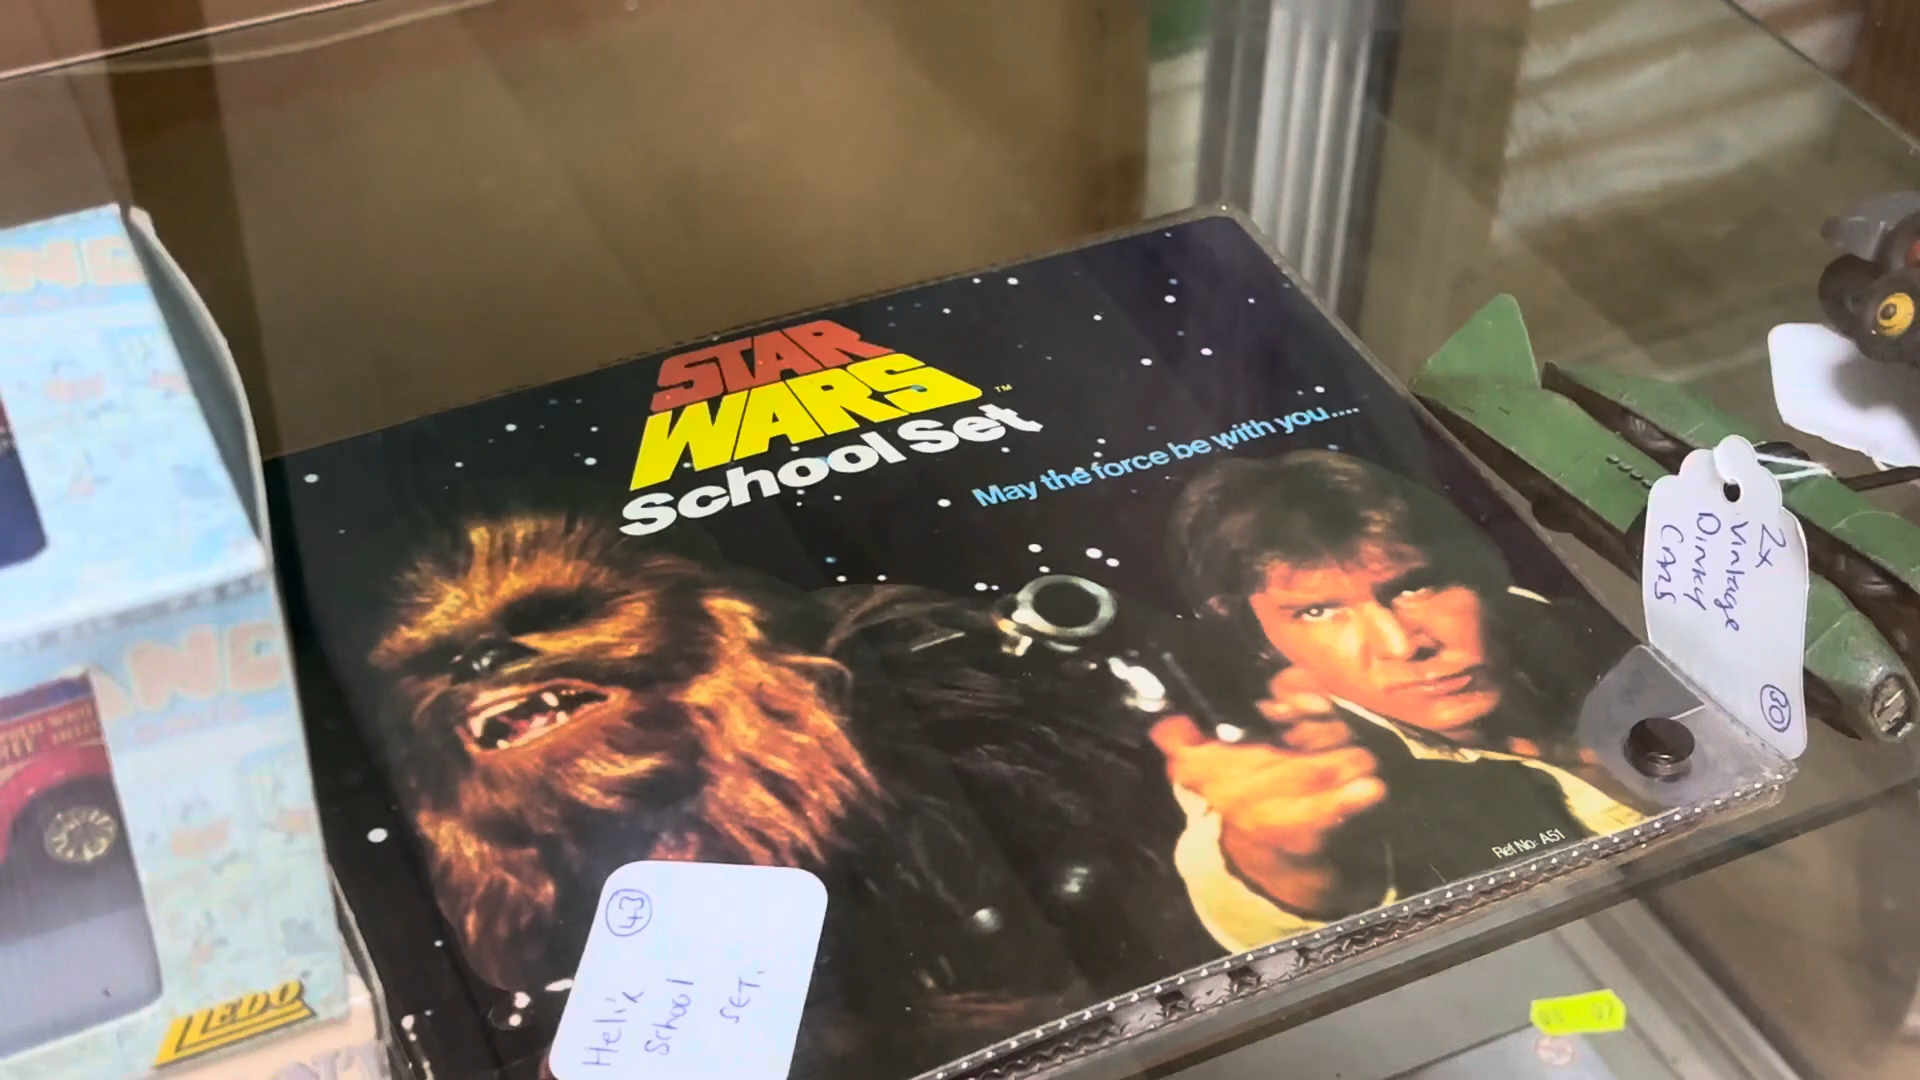 STAR
WARS
TM
School Set
May the force be with you....
Ref No: A51
43
Helix
School
SET.
2x
Vintage
Dinky
Cars
30
LLEDO